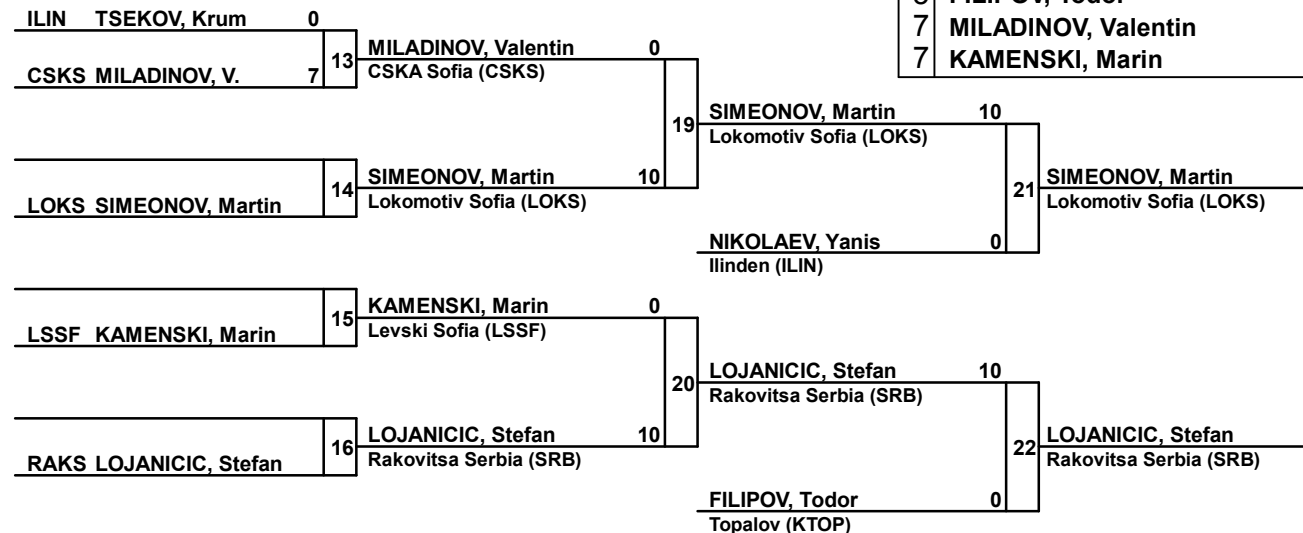 ILIN TSEKOV, Krum 0
CSKS MILADINOV, V. 7
13
MILADINOV, Valentin 0
CSKA Sofia (CSKS)
LOKS SIMEONOV, Martin
14
SIMEONOV, Martin 10
Lokomotiv Sofia (LOKS)
19
SIMEONOV, Martin 10
Lokomotiv Sofia (LOKS)
NIKOLAEV, Yanis 0
Ilinden (ILIN)
21
SIMEONOV, Martin
Lokomotiv Sofia (LOKS)
LSSF KAMENSKI, Marin
15
KAMENSKI, Marin 0
Levski Sofia (LSSF)
RAKS LOJANICIC, Stefan
16
LOJANICIC, Stefan 10
Rakovitsa Serbia (SRB)
20
LOJANICIC, Stefan 10
Rakovitsa Serbia (SRB)
FILIPOV, Todor 0
Topalov (KTOP)
22
LOJANICIC, Stefan
Rakovitsa Serbia (SRB)
7 MILADINOV, Valentin
7 KAMENSKI, Marin